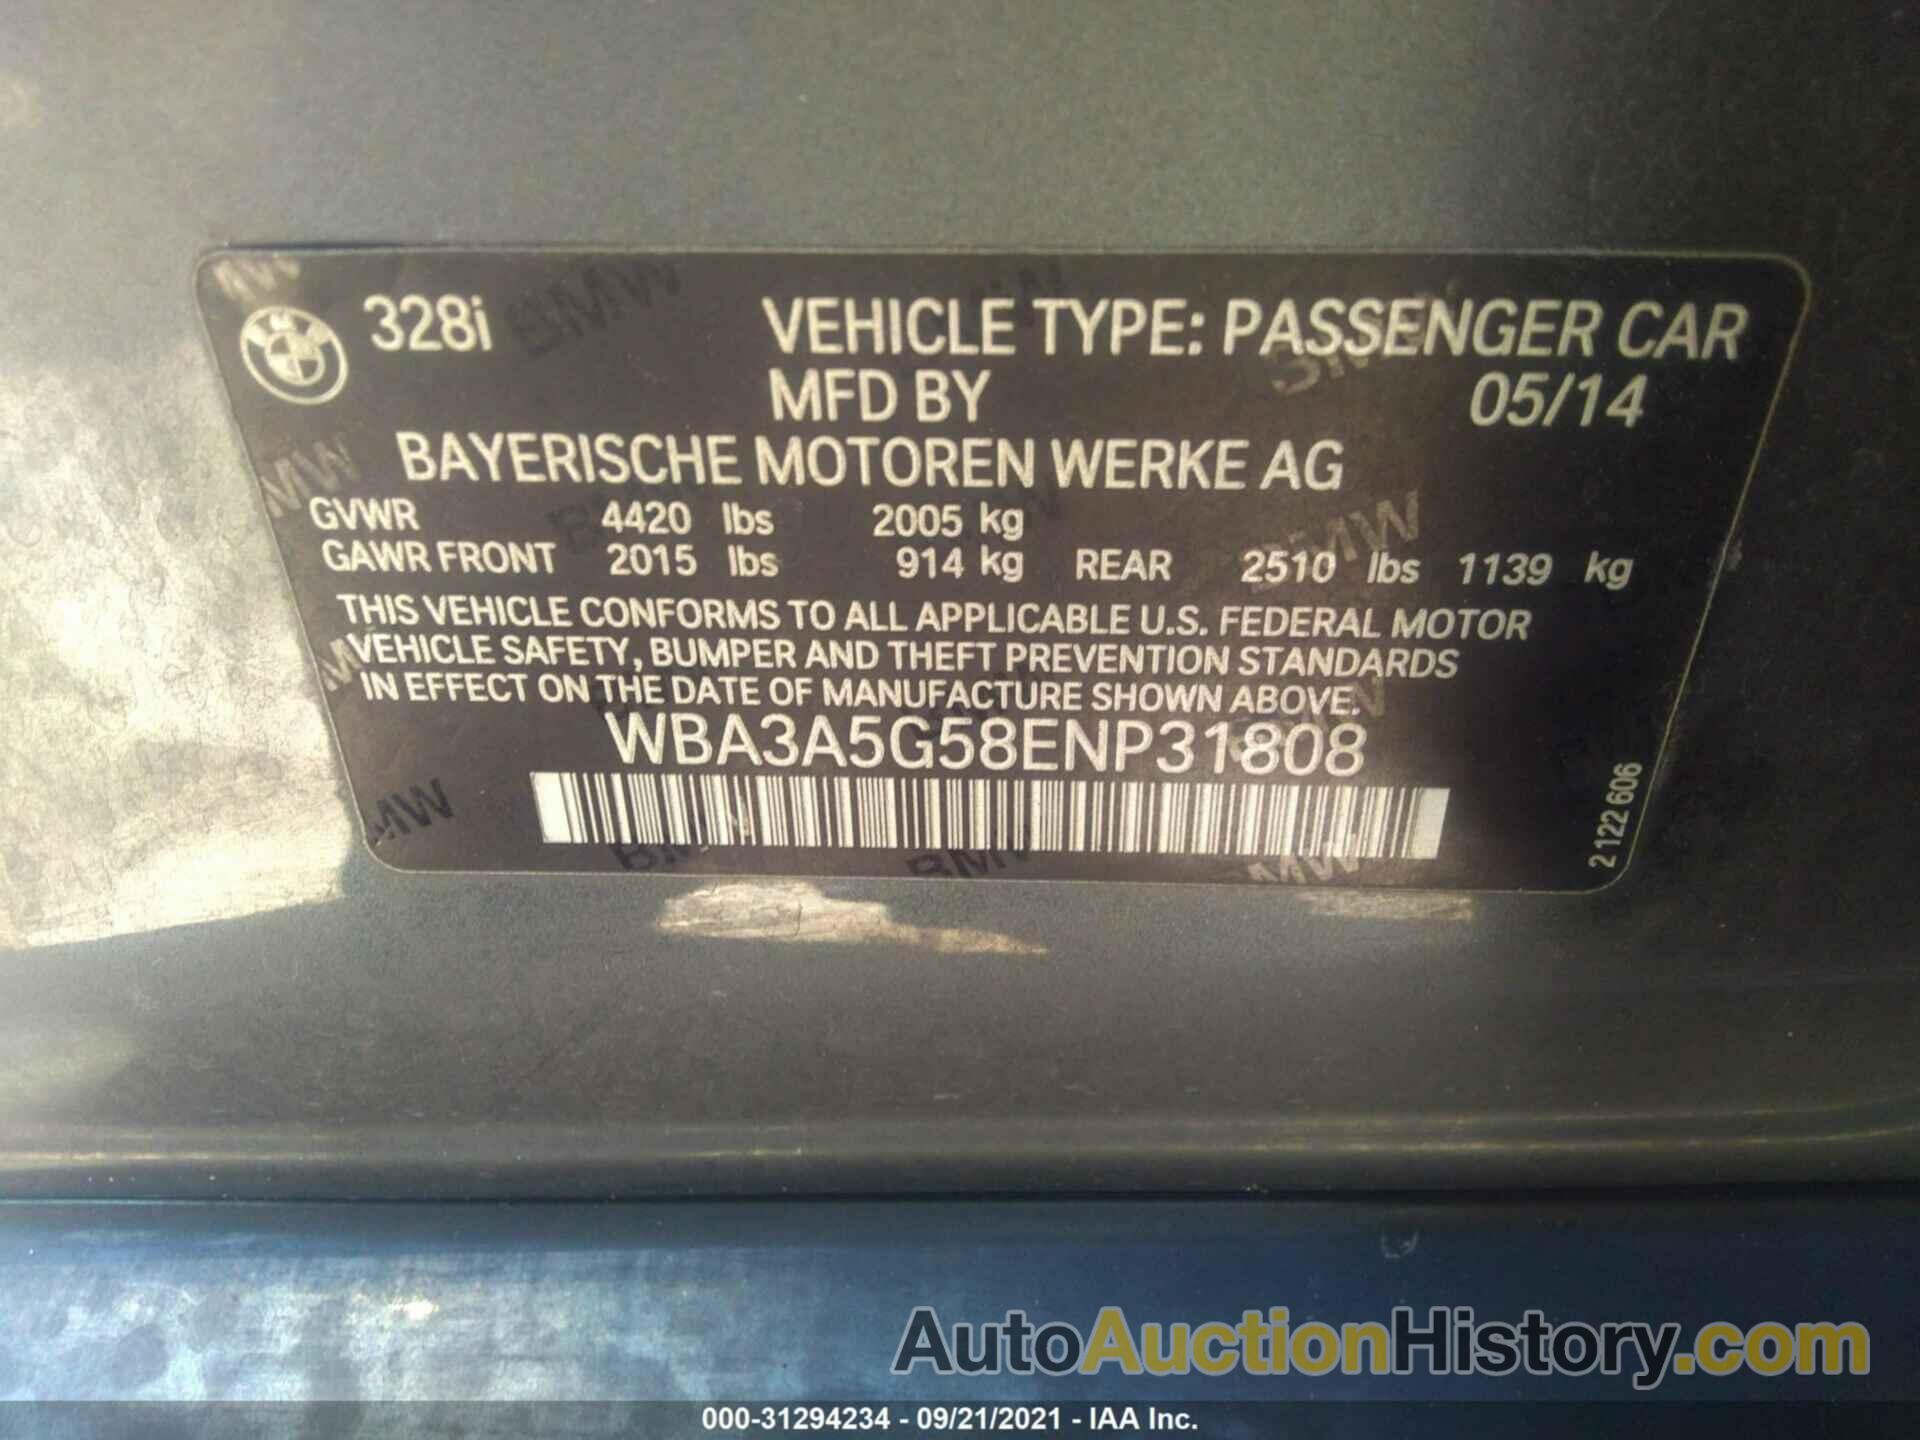 328i VEHICLE TYPE: PASSENGER CAR
MFD BY 05/14
BAYERISCHE MOTOREN WERKE AG
GVWR 4420 lbs 2005 kg
GAWR FRONT 2015 lbs 914 kg REAR 2510 lbs 1139 kg
THIS VEHICLE CONFORMS TO ALL APPLICABLE U.S. FEDERAL MOTOR
VEHICLE SAFETY, BUMPER AND THEFT PREVENTION STANDARDS
IN EFFECT ON THE DATE OF MANUFACTURE SHOWN ABOVE.
WBA3A5G58ENP31808
2 122 606
AutoAuctionHistory.com
000-31294234 - 09/21/2021 - IAA Inc.